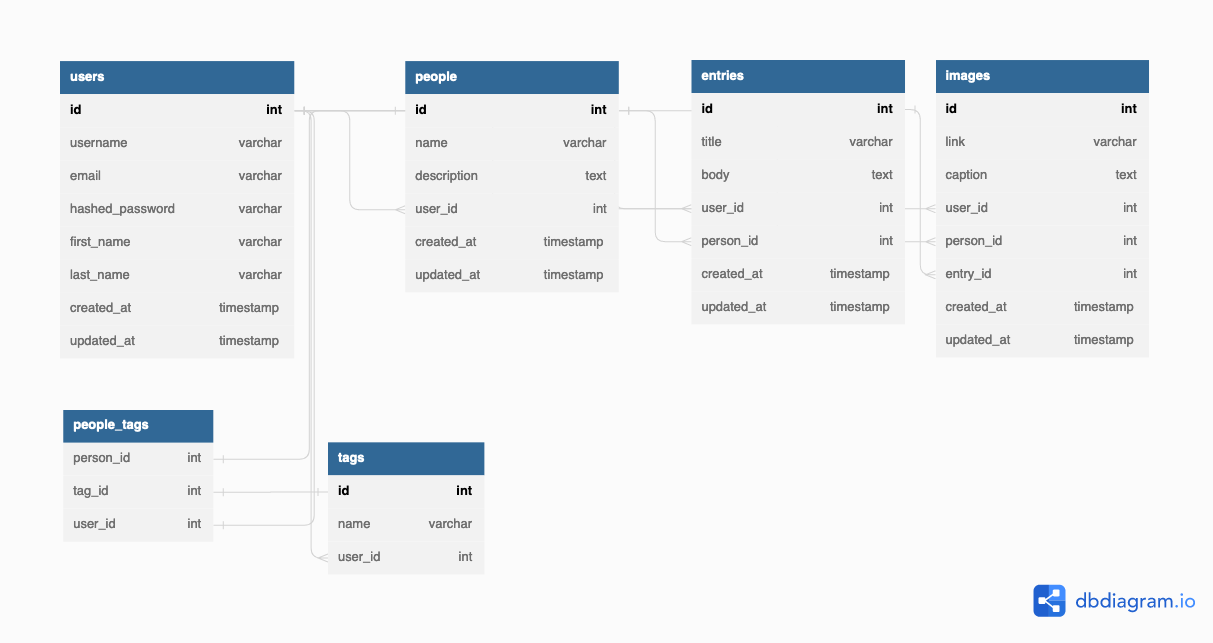 users
id int
username varchar
email varchar
hashed_password varchar
first_name varchar
last_name varchar
created_at timestamp
updated_at timestamp
people
id int
name varchar
description text
user_id int
created_at timestamp
updated_at timestamp
entries
id int
title varchar
body text
user_id int
person_id int
created_at timestamp
updated_at timestamp
images
id int
link varchar
caption text
user_id int
person_id int
entry_id int
created_at timestamp
updated_at timestamp
people_tags
person_id int
tag_id int
user_id int
tags
id int
name varchar
user_id int
dbdiagram.io